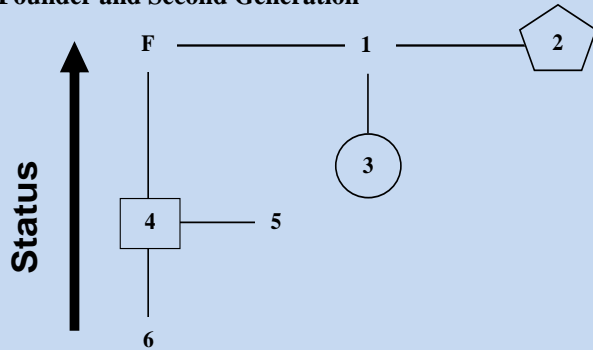 Founder and Second Generation
F 1 2
3
4 5
6
Status